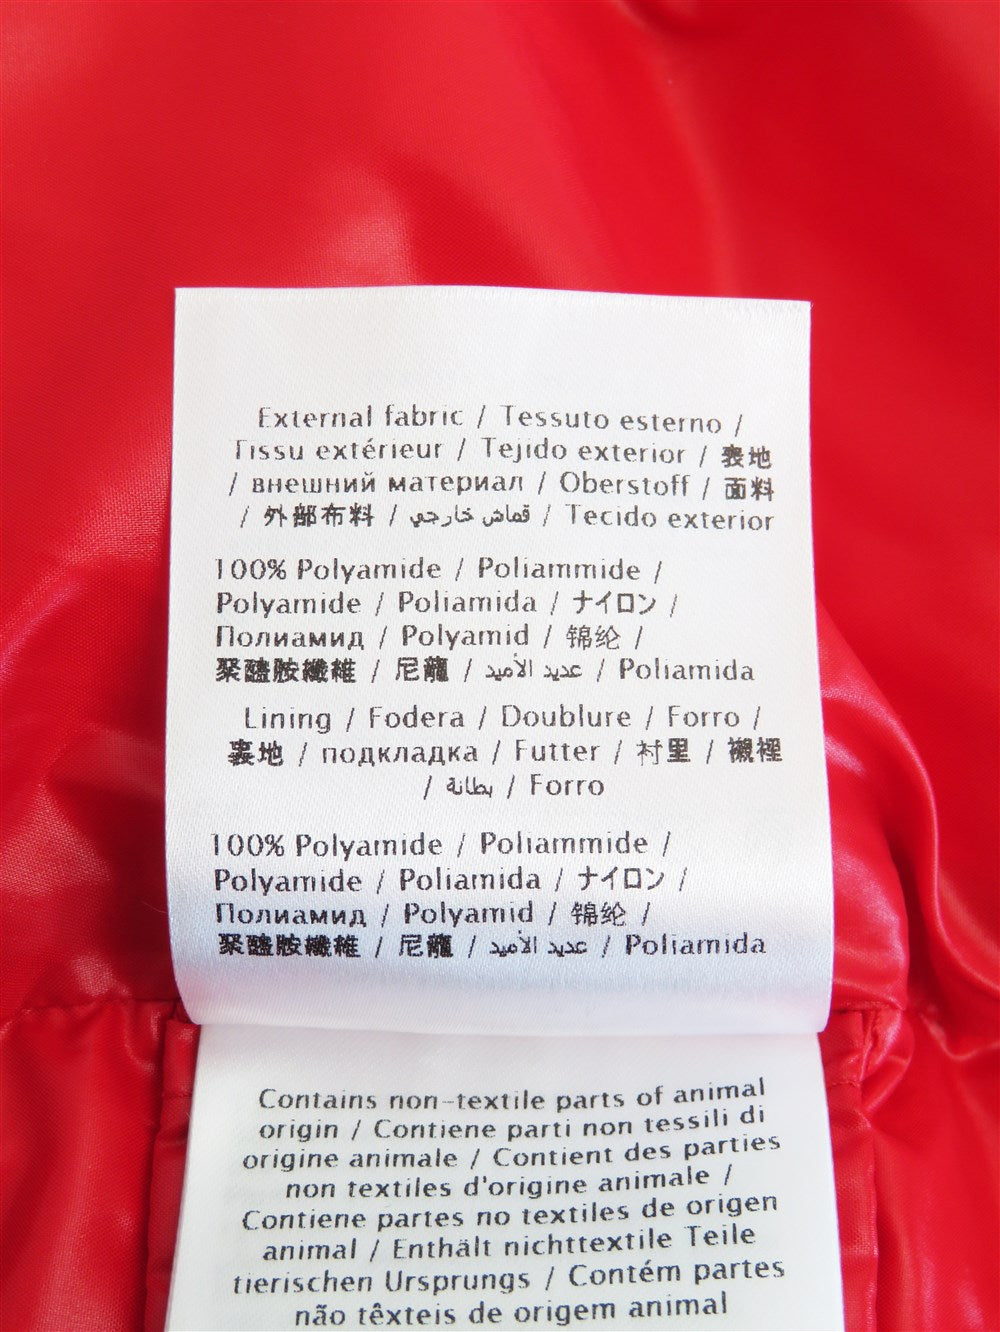 External fabric / Tessuto esterno /
Tissu extérieur / Tejido exterior / 表地
/ внешний материал / Oberstoff / 面料
/ 外部布料 / قماش خارجي / Tecido exterior
100% Polyamide / Poliammide /
Polyamide / Poliamida / ナイロン /
Полиамид / Polyamid / 锦纶 /
聚醯胺纖維 / 尼龍 / عديد الأميد / Poliamida
Lining / Fodera / Doublure / Forro /
裏地 / подкладка / Futter / 衬里 / 襯裡
/ بطانة / Forro
100% Polyamide / Poliammide /
Polyamide / Poliamida / ナイロン /
Полиамид / Polyamid / 锦纶 /
聚醯胺纖維 / 尼龍 / عديد الأميد / Poliamida
Contains non-textile parts of animal
origin / Contiene parti non tessili di
origine animale / Contient des parties
non textiles d'origine animale /
Contiene partes no textiles de origen
animal / Enthält nichttextile Teile
tierischen Ursprungs / Contém partes
não têxteis de origem animal